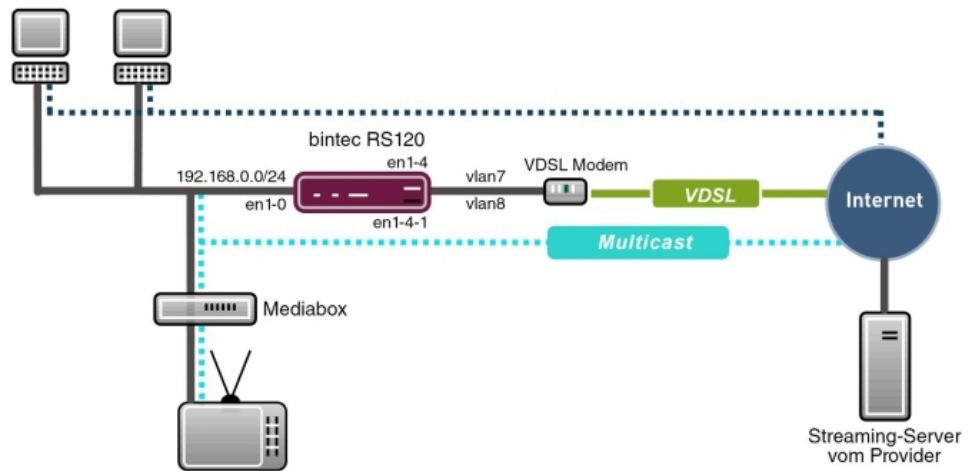 bintec RS120
en1-4
192.168.0.0/24
en1-0
en1-4-1
vlan7
vlan8
VDSL Modem
VDSL
Internet
Multicast
Mediabox
Streaming-Server
vom Provider